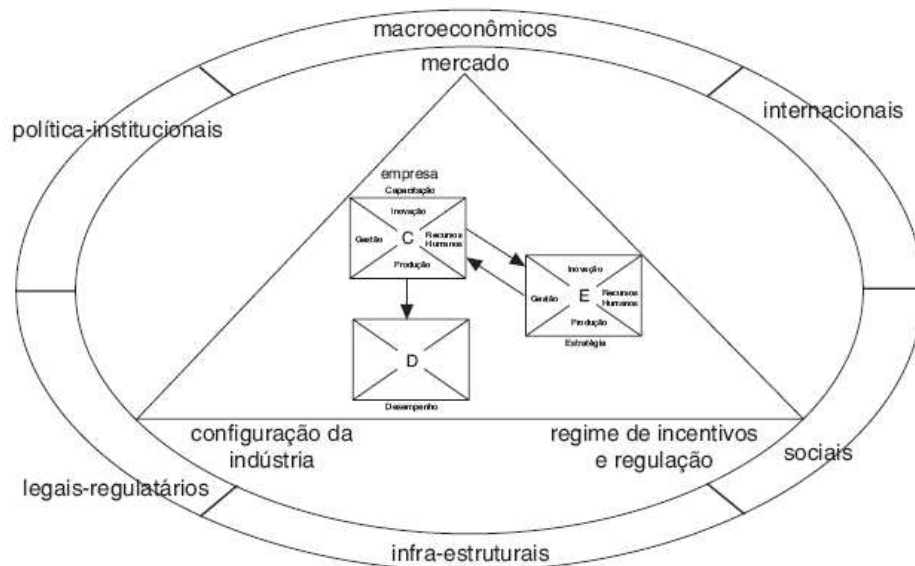 macroeconômicos
mercado
política-institucionais
internacionais
empresa
Capacitação
Inovação
Gestão
C
Recursos
Humanos
Produção
Inovação
Gestão
E
Recursos
Humanos
Produção
Estratégia
D
Desempenho
configuração da
indústria
regime de incentivos
e regulação
legais-regulatários
sociais
infra-estruturais